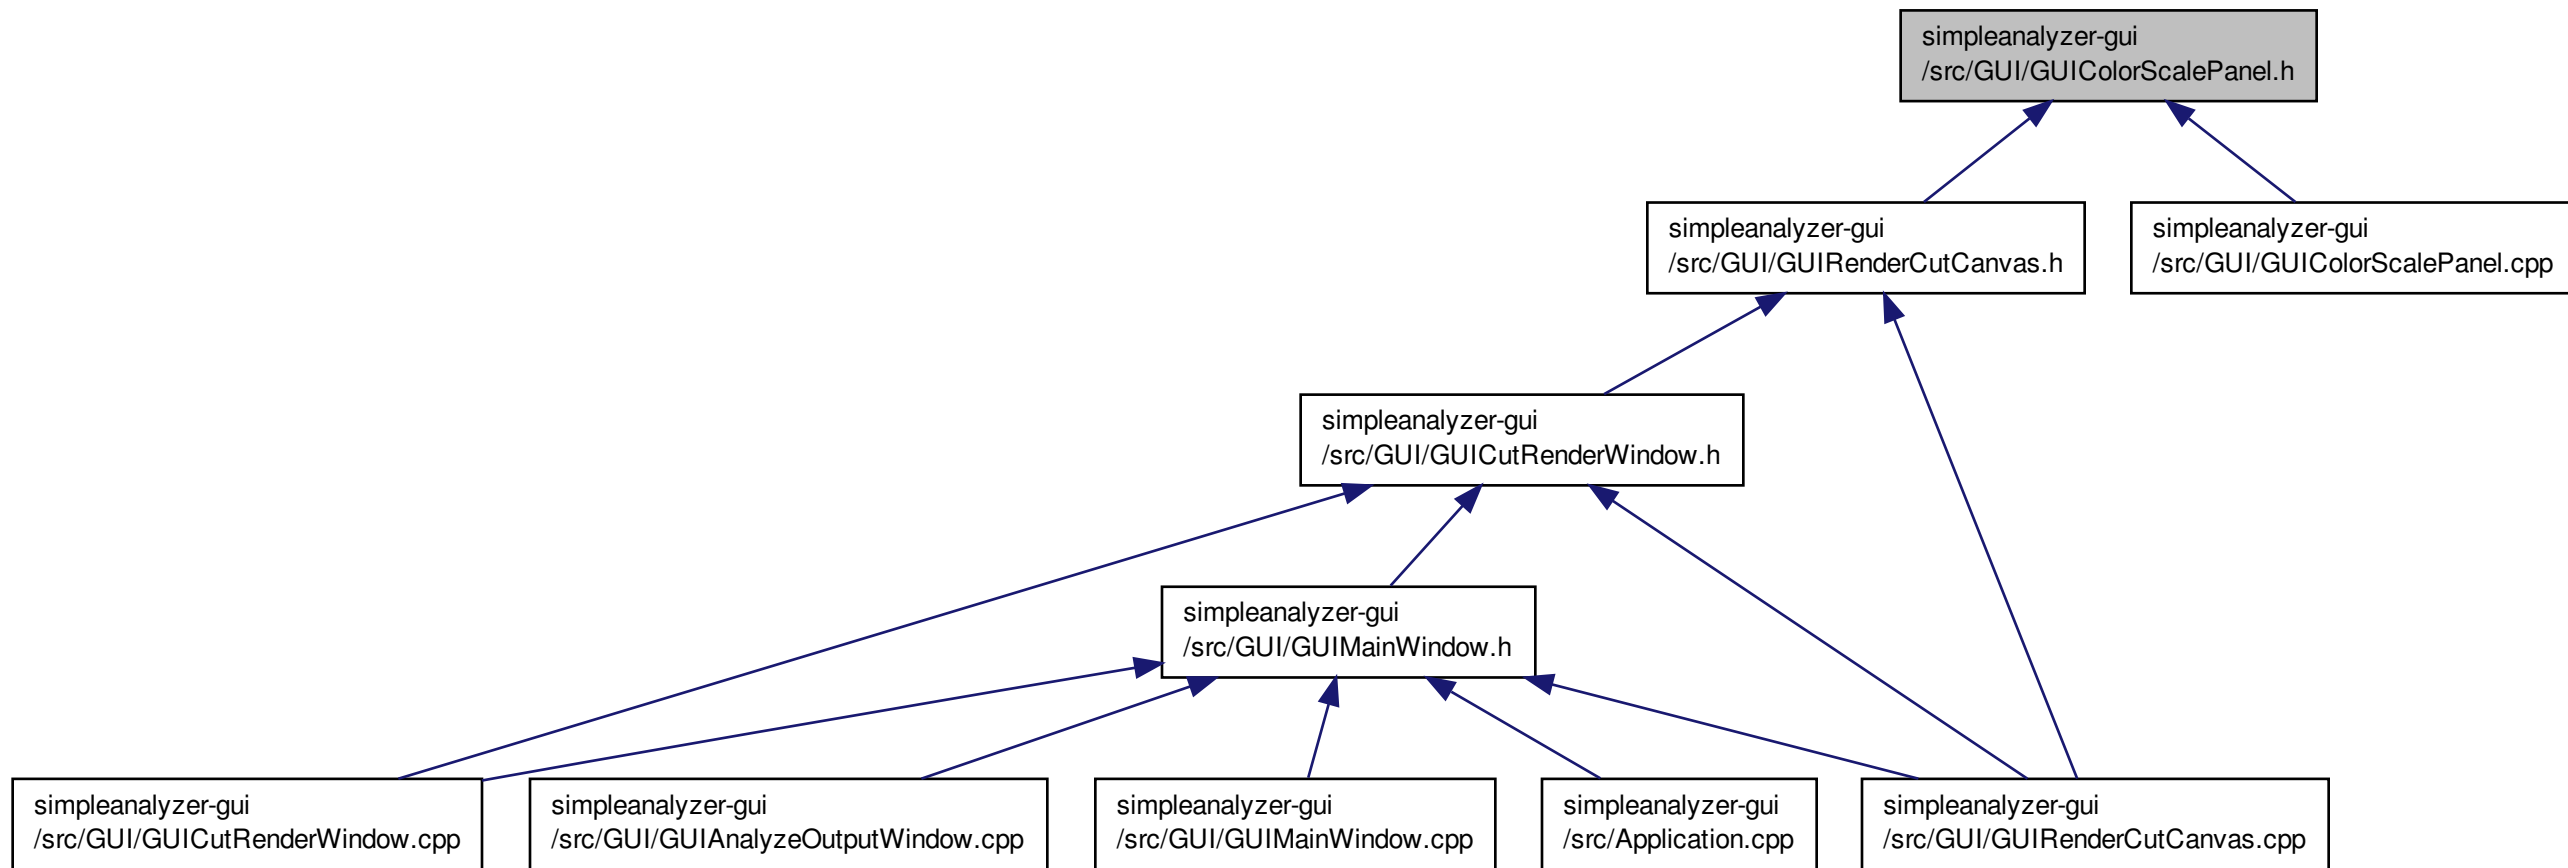 simpleanalyzer-gui
/src/GUI/GUIColorScalePanel.h
simpleanalyzer-gui
/src/GUI/GUIRenderCutCanvas.h
simpleanalyzer-gui
/src/GUI/GUIColorScalePanel.cpp
simpleanalyzer-gui
/src/GUI/GUICutRenderWindow.h
simpleanalyzer-gui
/src/GUI/GUIMainWindow.h
simpleanalyzer-gui
/src/GUI/GUICutRenderWindow.cpp
simpleanalyzer-gui
/src/GUI/GUIAnalyzeOutputWindow.cpp
simpleanalyzer-gui
/src/GUI/GUIMainWindow.cpp
simpleanalyzer-gui
/src/Application.cpp
simpleanalyzer-gui
/src/GUI/GUIRenderCutCanvas.cpp